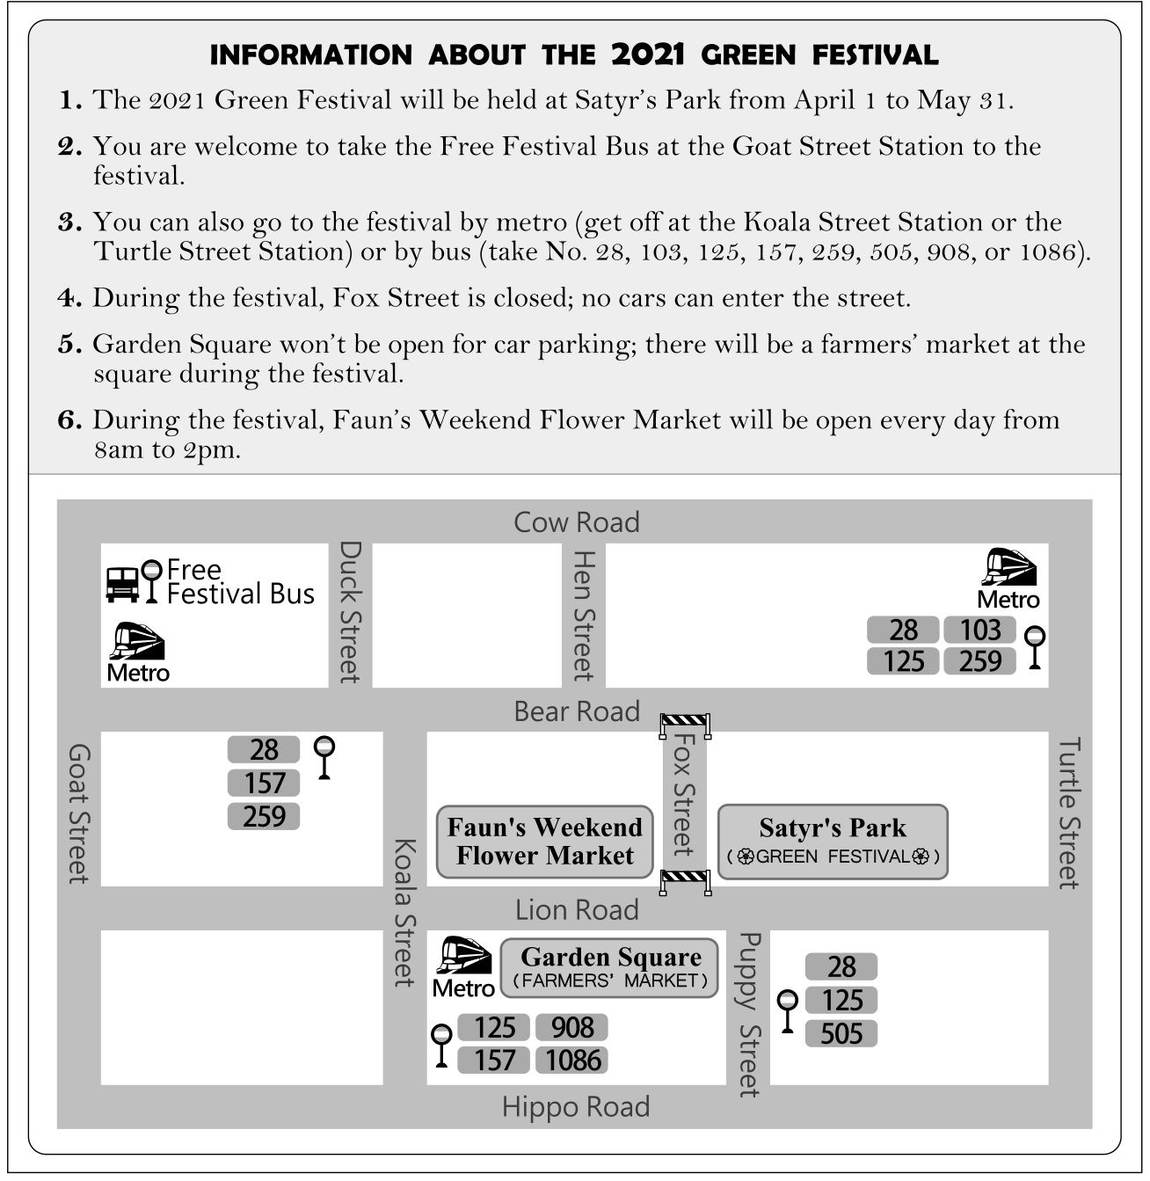 INFORMATION ABOUT THE 2021 GREEN FESTIVAL
1. The 2021 Green Festival will be held at Satyr's Park from April 1 to May 31.
2. You are welcome to take the Free Festival Bus at the Goat Street Station to the
festival.
3. You can also go to the festival by metro (get off at the Koala Street Station or the
Turtle Street Station) or by bus (take No. 28, 103, 125, 157, 259, 505, 908, or 1086).
4. During the festival, Fox Street is closed; no cars can enter the street.
5. Garden Square won't be open for car parking; there will be a farmers' market at the
square during the festival.
6. During the festival, Faun's Weekend Flower Market will be open every day from
8am to 2pm.
Cow Road
Free
Festival Bus
Metro
Duck Street
Hen Street
Metro
28 103
125 259
Bear Road
Goat Street
28
157
259
Koala Street
Faun's Weekend
Flower Market
Fox Street
Satyr's Park
(GREEN FESTIVAL)
Turtle Street
Lion Road
Metro
Garden Square
(FARMERS' MARKET)
125 908
157 1086
Puppy Street
28
125
505
Hippo Road